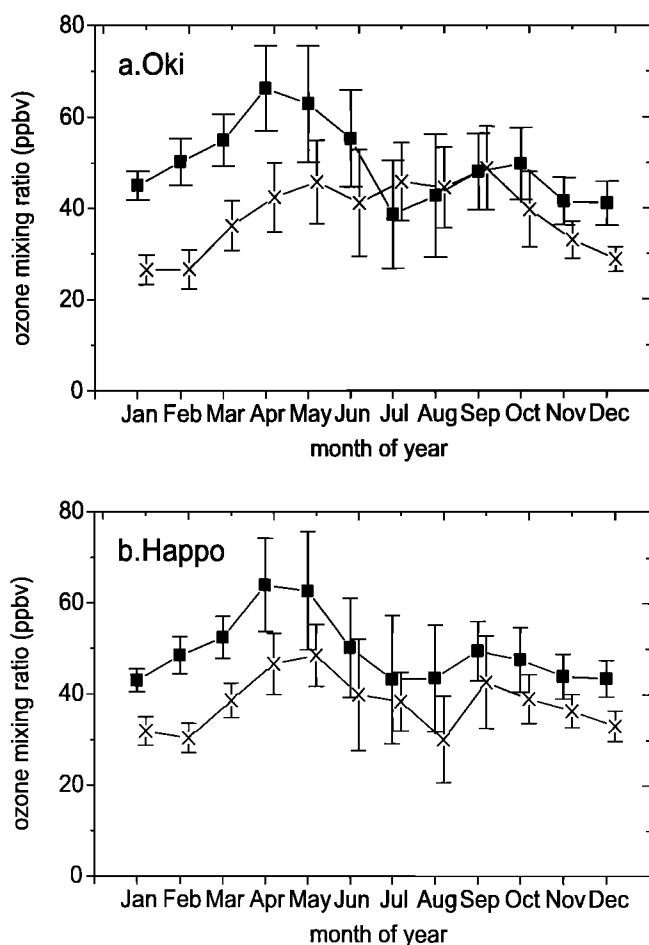 a.Oki
ozone mixing ratio (ppbv)
80
60
40
20
0
Jan Feb Mar Apr May Jun Jul Aug Sep Oct Nov Dec
month of year
b.Happo
ozone mixing ratio (ppbv)
80
60
40
20
0
Jan Feb Mar Apr May Jun Jul Aug Sep Oct Nov Dec
month of year